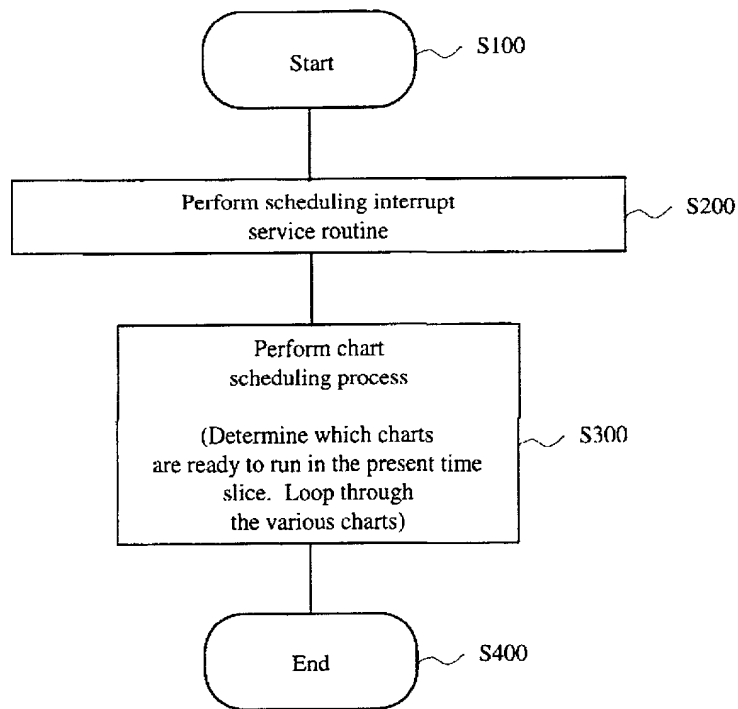 Start
S100
Perform scheduling interrupt
service routine
S200
Perform chart
scheduling process
(Determine which charts
are ready to run in the present time
slice. Loop through
the various charts)
S300
End
S400